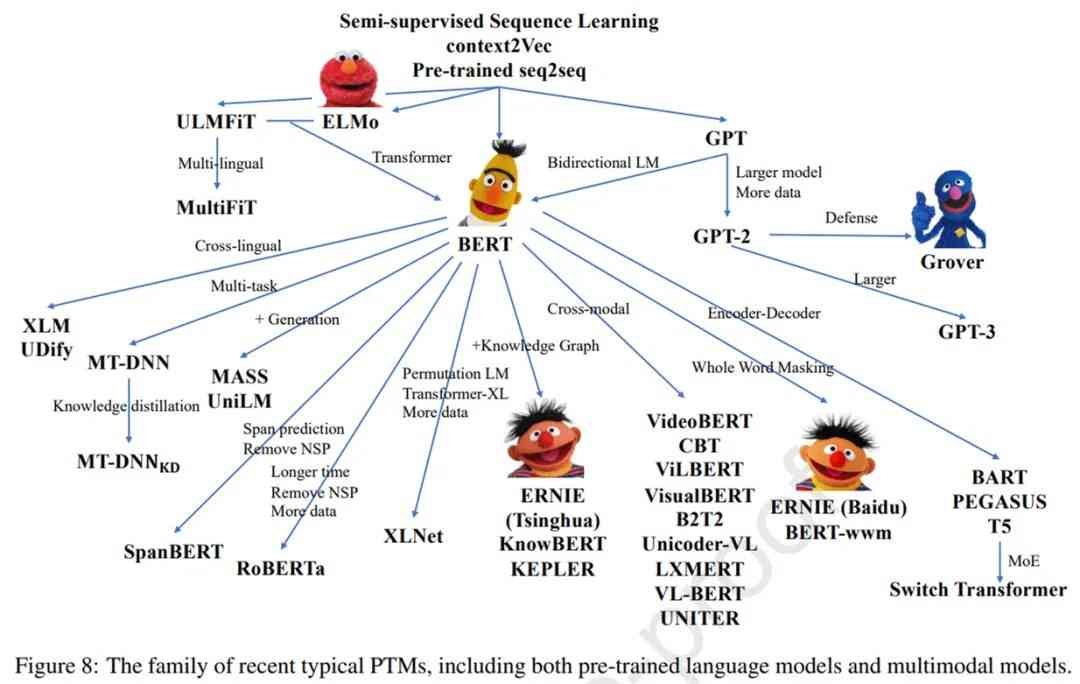 Semi-supervised Sequence Learning
context2Vec
Pre-trained seq2seq
ULMFiT
ELMo
GPT
Multi-lingual
Transformer
Bidirectional LM
Larger model
More data
MultiFiT
BERT
GPT-2
Defense
Grover
Cross-lingual
Larger
Multi-task
GPT-3
+ Generation
Cross-modal
Encoder-Decoder
XLM
UDify
MT-DNN
+Knowledge Graph
Whole Word Masking
MASS
UniLM
Permutation LM
Transformer-XL
More data
Knowledge distillation
Span prediction
Remove NSP
Longer time
Remove NSP
More data
MT-DNNKD
SpanBERT
RoBERTa
XLNet
ERNIE
(Tsinghua)
KnowBERT
KEPLER
VideoBERT
CBT
ViLBERT
VisualBERT
B2T2
Unicoder-VL
LXMERT
VL-BERT
UNITER
ERNIE (Baidu)
BERT-wwm
BART
PEGASUS
T5
MoE
Switch Transformer
Figure 8: The family of recent typical PTMs, including both pre-trained language models and multimodal models.